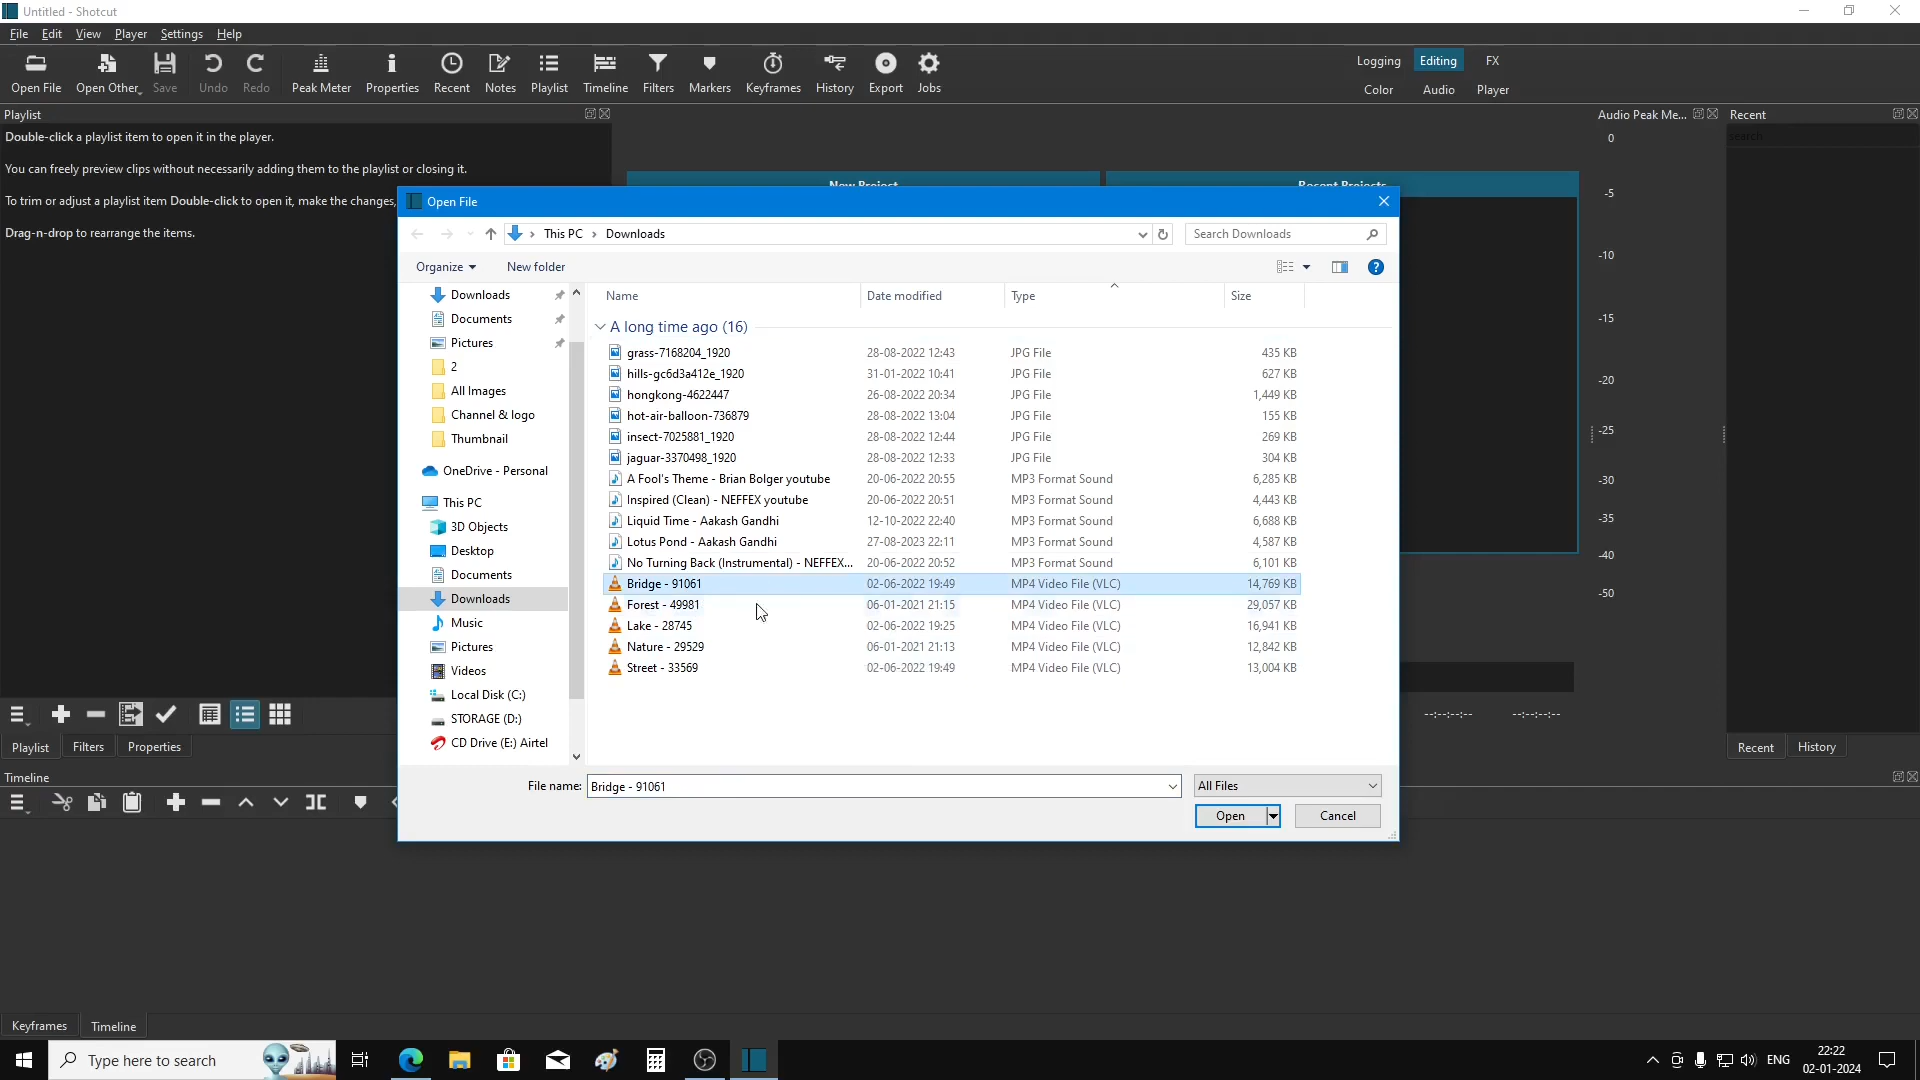 Untitled - Shotcut
File Edit View Player Settings Help
Open File Open Other Save Undo Redo Peak Meter Properties Recent Notes Playlist Timeline Filters Markers Keyframes History Export Jobs
Logging Editing FX
Color Audio Player
Playlist
Double-click a playlist item to open it in the player.
You can freely preview clips without necessarily adding them to the playlist or closing it.
To trim or adjust a playlist item Double-click to open it, make the changes,
Drag-n-drop to rearrange the items.
New Project
Recent Projects
Audio Peak Me...
0
-5
-10
-15
-20
-25
-30
-35
-40
-50
Recent
search
Open File
This PC › Downloads
Search Downloads
Organize New folder
Downloads
Documents
Pictures
2
All Images
Channel & logo
Thumbnail
OneDrive - Personal
This PC
3D Objects
Desktop
Documents
Downloads
Music
Pictures
Videos
Local Disk (C:)
STORAGE (D:)
CD Drive (E:) Airtel
Name Date modified Type Size
A long time ago (16)
grass-7168204_1920 28-08-2022 12:43 JPG File 435 KB
hills-gc6d3a412e_1920 31-01-2022 10:41 JPG File 627 KB
hongkong-4622447 26-08-2022 20:34 JPG File 1,449 KB
hot-air-balloon-736879 28-08-2022 13:04 JPG File 155 KB
insect-7025881_1920 28-08-2022 12:44 JPG File 269 KB
jaguar-3370498_1920 28-08-2022 12:33 JPG File 304 KB
A Fool's Theme - Brian Bolger youtube 20-06-2022 20:55 MP3 Format Sound 6,285 KB
Inspired (Clean) - NEFFEX youtube 20-06-2022 20:51 MP3 Format Sound 4,443 KB
Liquid Time - Aakash Gandhi 12-10-2022 22:40 MP3 Format Sound 6,688 KB
Lotus Pond - Aakash Gandhi 27-08-2023 22:11 MP3 Format Sound 4,587 KB
No Turning Back (Instrumental) - NEFFEX... 20-06-2022 20:52 MP3 Format Sound 6,101 KB
Bridge - 91061 02-06-2022 19:49 MP4 Video File (VLC) 14,769 KB
Forest - 49981 06-01-2021 21:15 MP4 Video File (VLC) 29,057 KB
Lake - 28745 02-06-2022 19:25 MP4 Video File (VLC) 16,941 KB
Nature - 29529 06-01-2021 21:13 MP4 Video File (VLC) 12,842 KB
Street - 33569 02-06-2022 19:49 MP4 Video File (VLC) 13,004 KB
File name: Bridge - 91061 All Files
Open Cancel
--:--:--:-- --:--:--:--
Playlist Filters Properties
Recent History
Timeline
Keyframes Timeline
Type here to search
ENG
22:22
02-01-2024